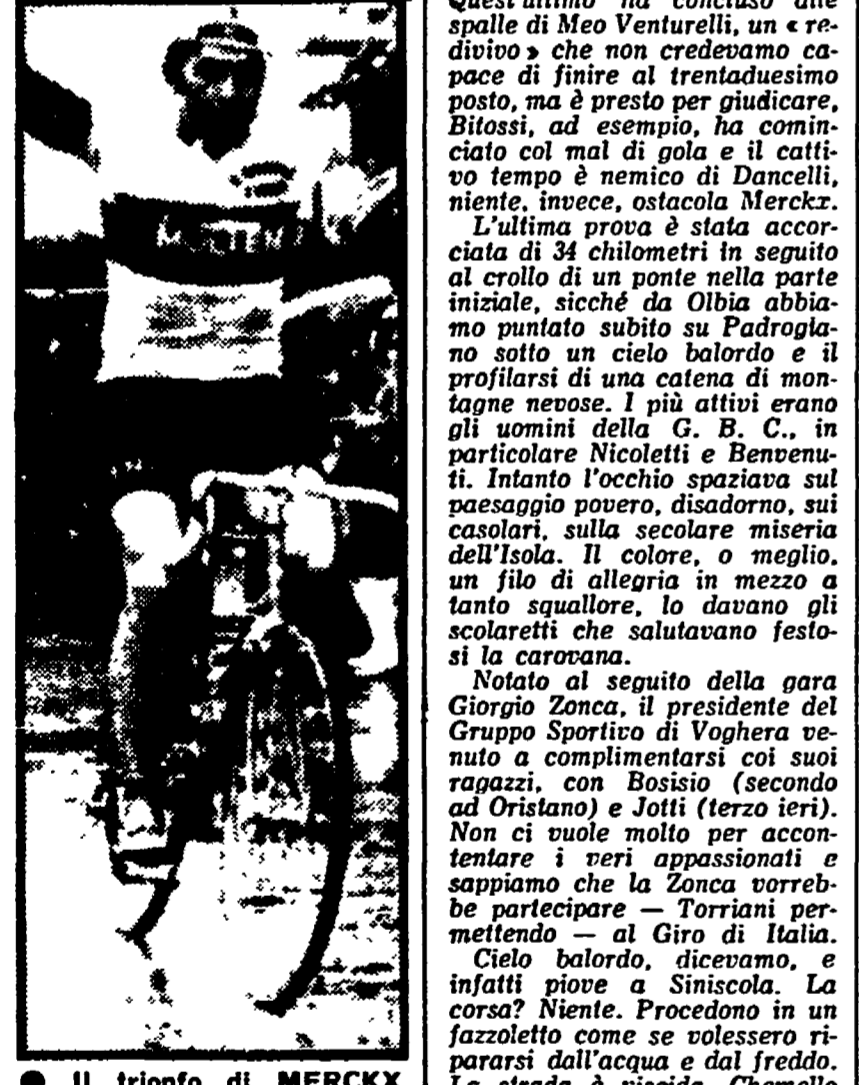 Quest'ultimo ha concluso alle
spalle di Meo Venturelli, un « re-
divivo » che non credevamo ca-
pace di finire al trentaduesimo
posto, ma è presto per giudicare.
Bitossi, ad esempio, ha comin-
ciato col mal di gola e il catti-
vo tempo è nemico di Dancelli,
niente, invece, ostacola Merckx.
L'ultima prova è stata accor-
ciata di 34 chilometri in seguito
al crollo di un ponte nella parte
iniziale, sicché da Olbia abbia-
mo puntato subito su Padrogia-
no sotto un cielo balordo e il
profilarsi di una catena di mon-
tagne nevose. I più attivi erano
gli uomini della G. B. C., in
particolare Nicoletti e Benvenu-
ti. Intanto l'occhio spaziava sul
paesaggio povero, disadorno, sui
casolari, sulla secolare miseria
dell'Isola. Il colore, o meglio,
un filo di allegria in mezzo a
tanto squallore, lo davano gli
scolaretti che salutavano festo-
si la carovana.
Notato al seguito della gara
Giorgio Zonca, il presidente del
Gruppo Sportivo di Voghera ve-
nuto a complimentarsi coi suoi
ragazzi, con Bosisio (secondo
ad Oristano) e Jotti (terzo ieri).
Non ci vuole molto per accon-
tentare i veri appassionati e
sappiamo che la Zonca vorreb-
be partecipare — Torriani per-
mettendo — al Giro di Italia.
Cielo balordo, dicevamo, e
infatti piove a Siniscola. La
corsa? Niente. Procedono in un
fazzoletto come se volessero ri-
pararsi dall'acqua e dal freddo.
La strada è viscida.
● Il trionfo di MERCKX